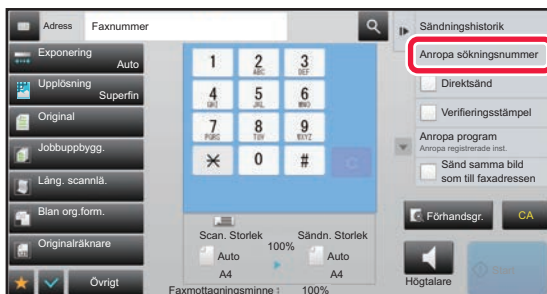 Adress Faxnummer
Exponering
Auto
Upplösning
Superfin
Original
Jobbuppbygg.
Lång. scannlä.
Blan org.form.
Originalräknare
Övrigt
1 2 3
ABC DEF
4 5 6
GHI JKL MNO
7 8 9
PQRS TUV WXYZ
0 #
C
Scan. Storlek Sändn. Storlek
100%
Auto Auto
A4 A4
Faxmottagningsminne : 100%
Sändningshistorik
Anropa sökningsnummer
Direktsänd
Verifieringsstämpel
Anropa program
Anropa registrerade inst.
Sänd samma bild
som till faxadressen
Förhandsgr. CA
Högtalare
Start